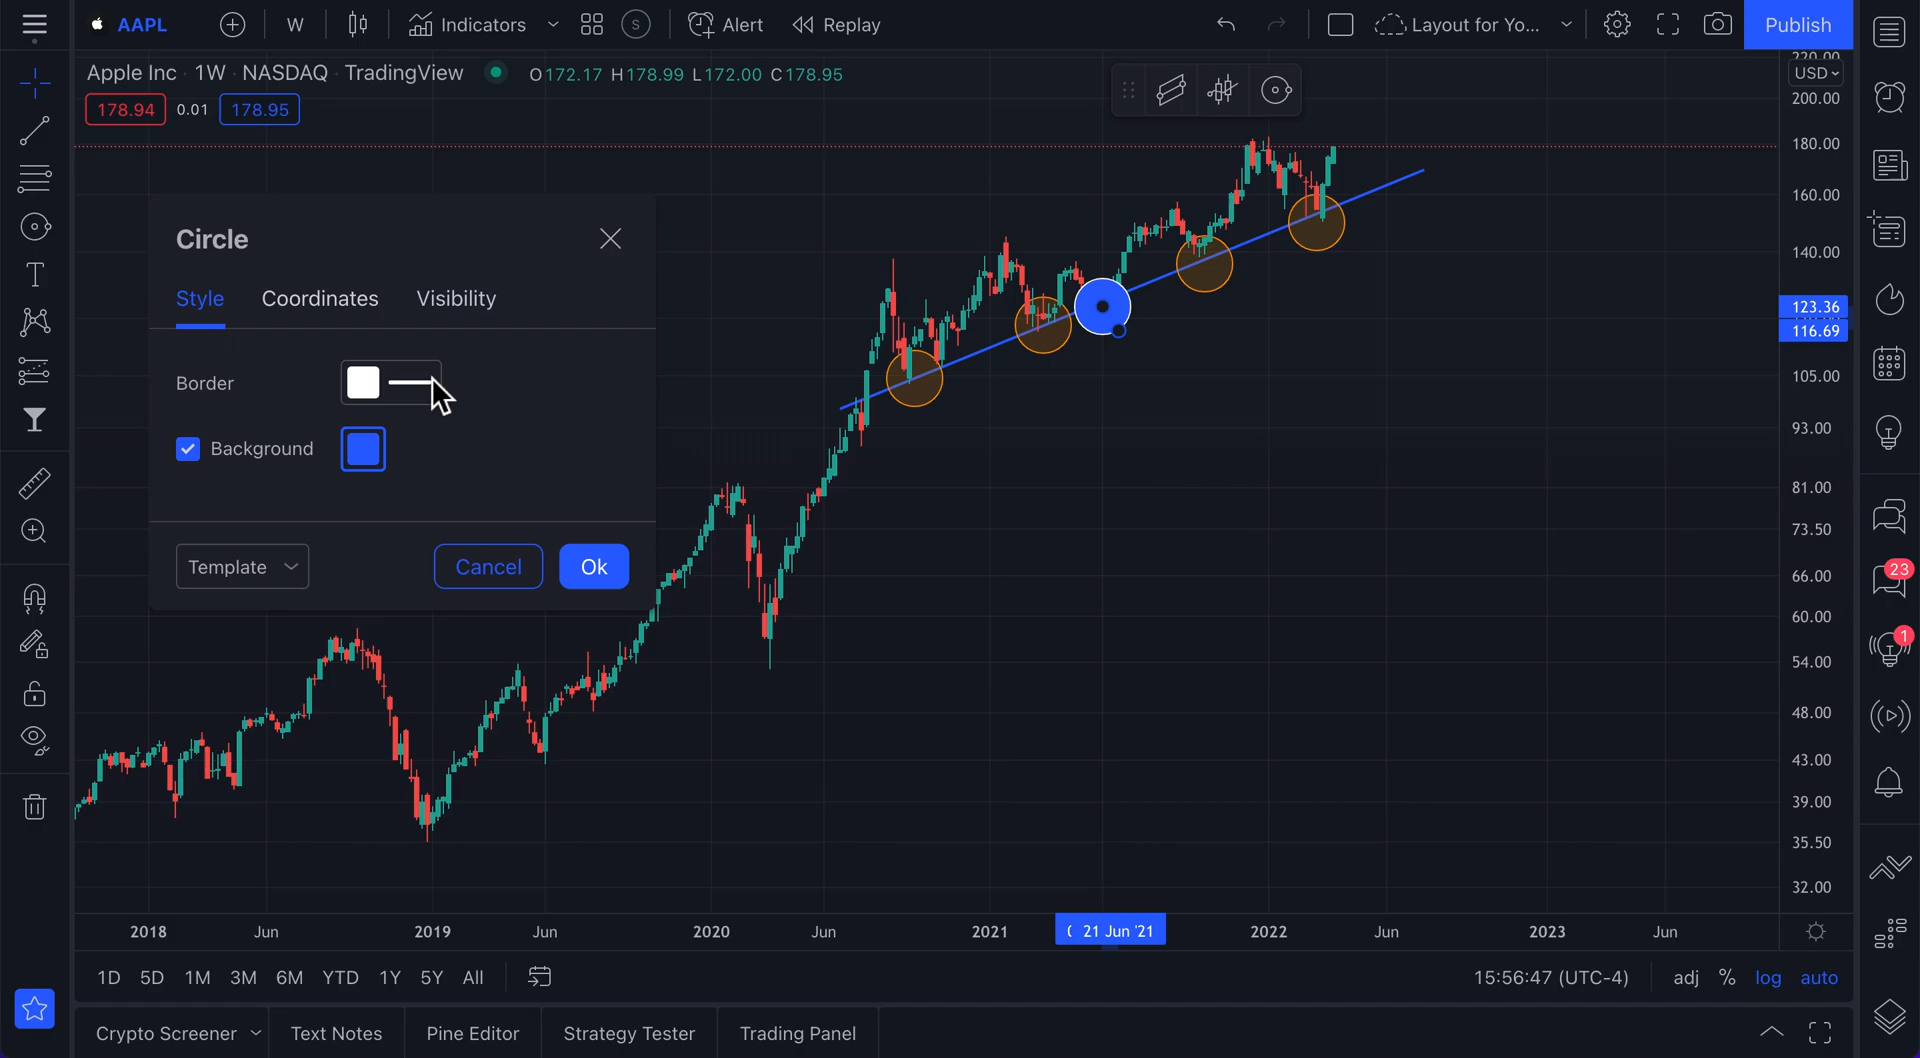 AAPL W Indicators S Alert Replay Layout for Yo... Publish
Apple Inc · 1W · NASDAQ · TradingView O172.17 H178.99 L172.00 C178.95
178.94 0.01 178.95
220.00
USD
200.00
180.00
160.00
140.00
123.36
116.69
105.00
93.00
81.00
73.50
66.00
60.00
54.00
48.00
43.00
39.00
35.50
32.00
Circle
Style Coordinates Visibility
Border
Background
Template Cancel Ok
23
1
2018 Jun 2019 Jun 2020 Jun 2021 21 Jun '21 2022 Jun 2023 Jun
1D 5D 1M 3M 6M YTD 1Y 5Y All 15:56:47 (UTC-4) adj % log auto
Crypto Screener Text Notes Pine Editor Strategy Tester Trading Panel